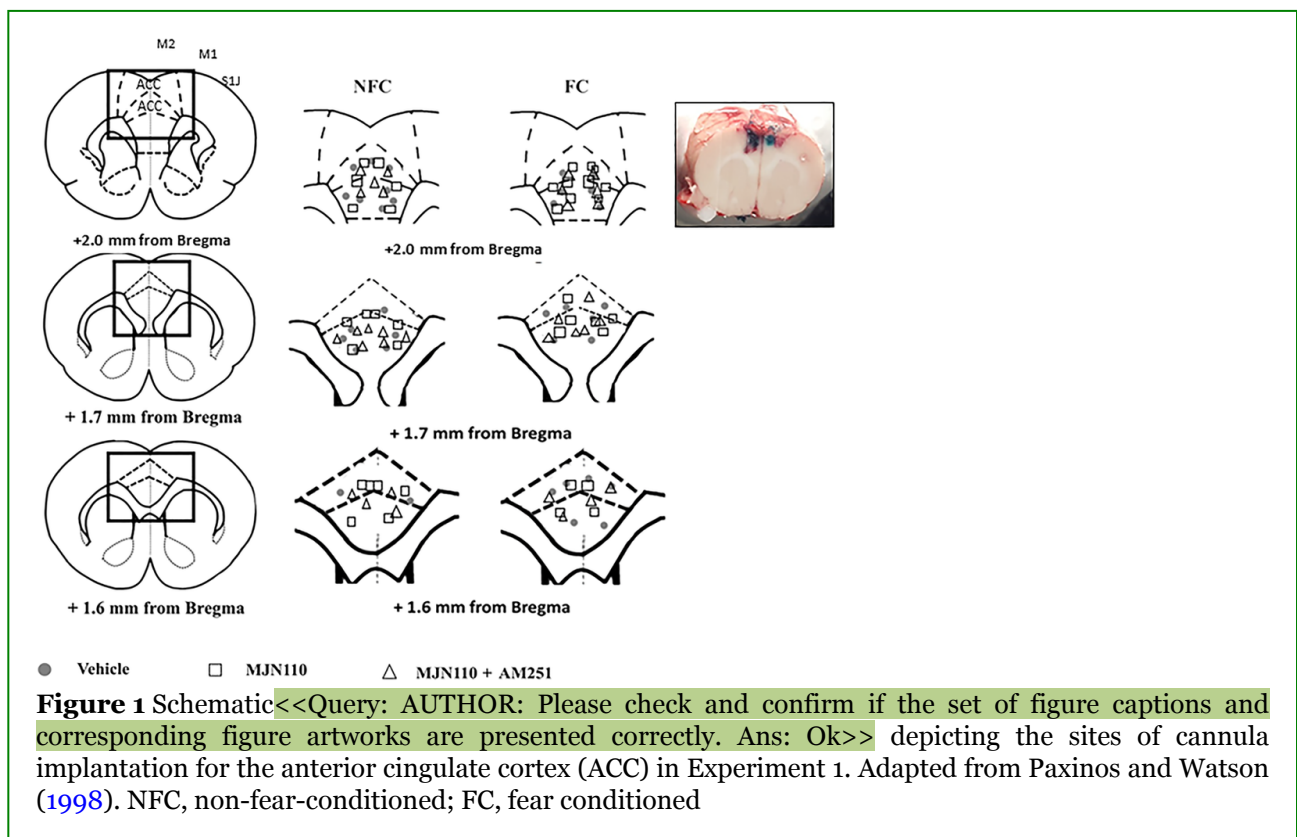 M2
M1
S1J
ACC
ACC
NFC
FC
+2.0 mm from Bregma
+2.0 mm from Bregma
+ 1.7 mm from Bregma
+ 1.7 mm from Bregma
+ 1.6 mm from Bregma
+ 1.6 mm from Bregma
Vehicle
MJN110
MJN110 + AM251
Figure 1 Schematic<<Query: AUTHOR: Please check and confirm if the set of figure captions and
corresponding figure artworks are presented correctly. Ans: Ok>> depicting the sites of cannula
implantation for the anterior cingulate cortex (ACC) in Experiment 1. Adapted from Paxinos and Watson
(1998). NFC, non-fear-conditioned; FC, fear conditioned